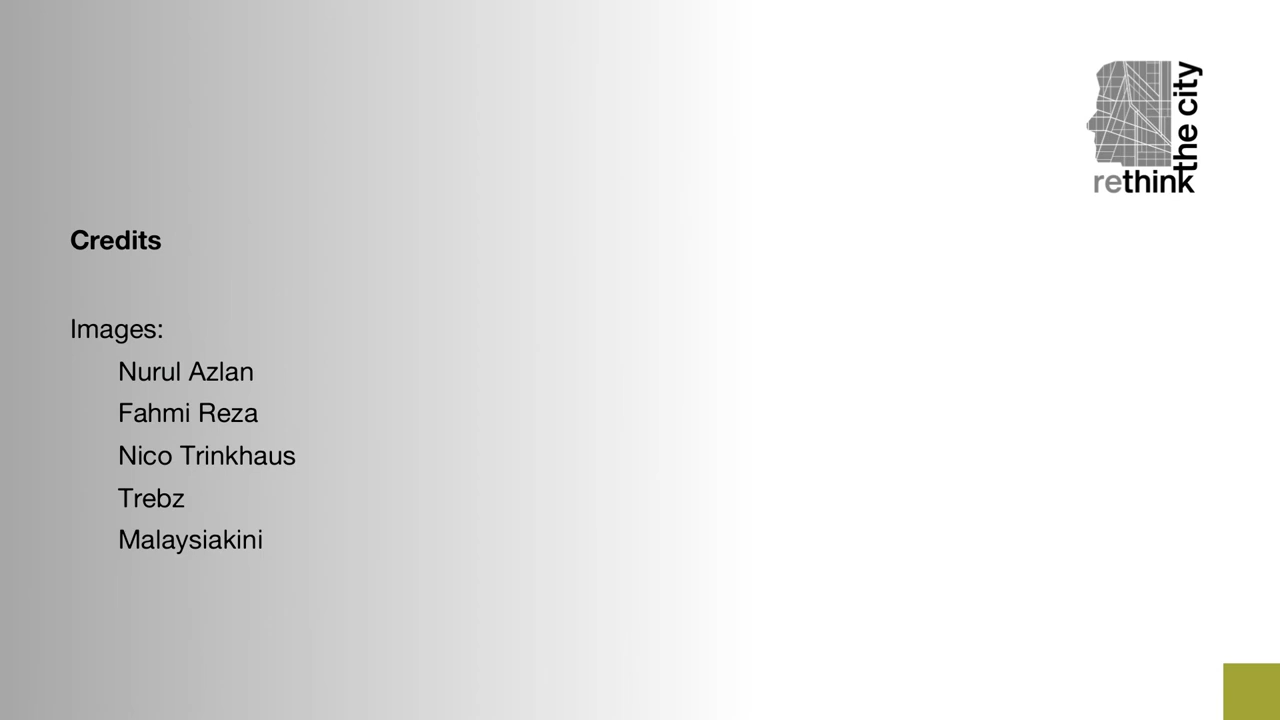 Credits
Images:
Nurul Azlan
Fahmi Reza
Nico Trinkhaus
Trebz
Malaysiakini
rethink
the city